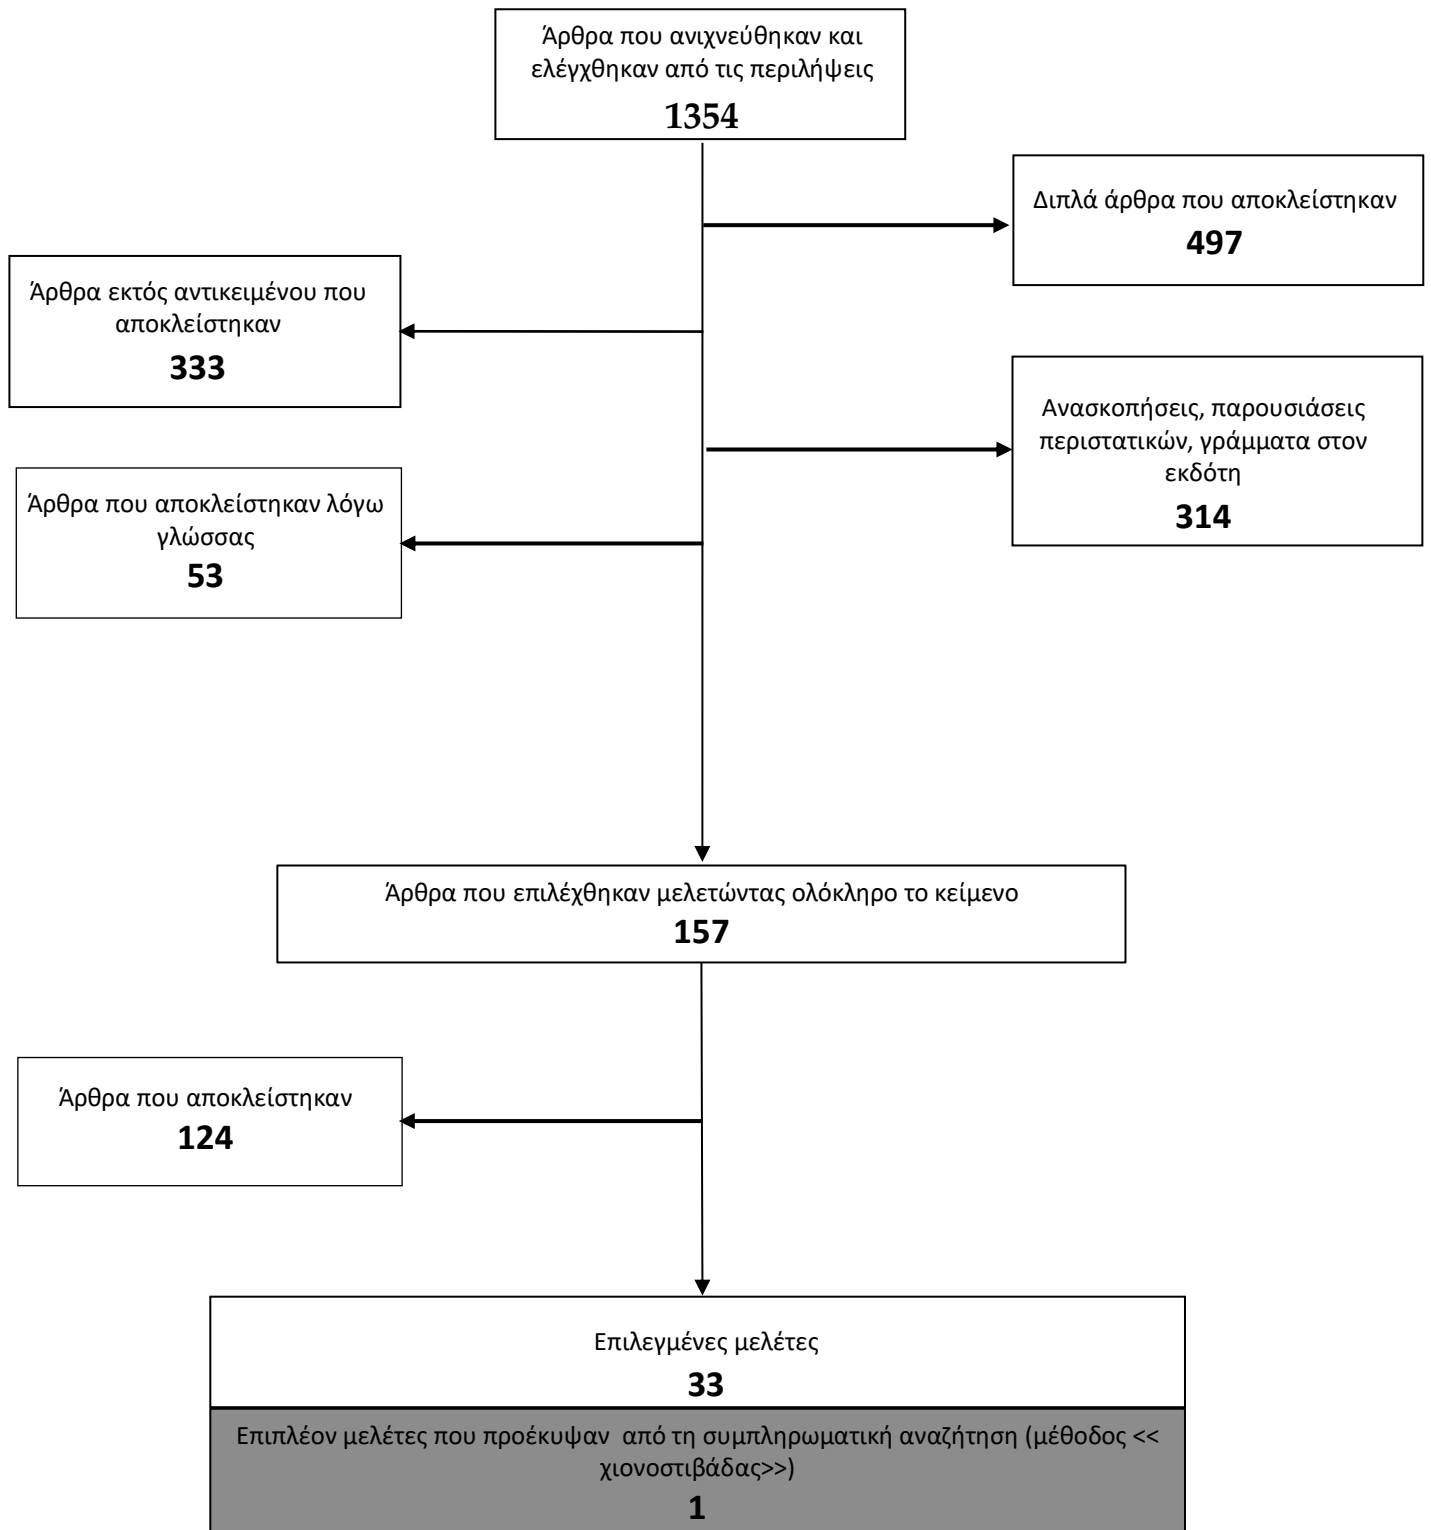 Άρθρα που ανιχνεύθηκαν και
ελέγχθηκαν από τις περιλήψεις
1354
Διπλά άρθρα που αποκλείστηκαν
497
Άρθρα εκτός αντικειμένου που
αποκλείστηκαν
333
Ανασκοπήσεις, παρουσιάσεις
περιστατικών, γράμματα στον
εκδότη
314
Άρθρα που αποκλείστηκαν λόγω
γλώσσας
53
Άρθρα που επιλέχθηκαν μελετώντας ολόκληρο το κείμενο
157
Άρθρα που αποκλείστηκαν
124
Επιλεγμένες μελέτες
33
Επιπλέον μελέτες που προέκυψαν από τη συμπληρωματική αναζήτηση (μέθοδος <<
χιονοστιβάδας>>)
1